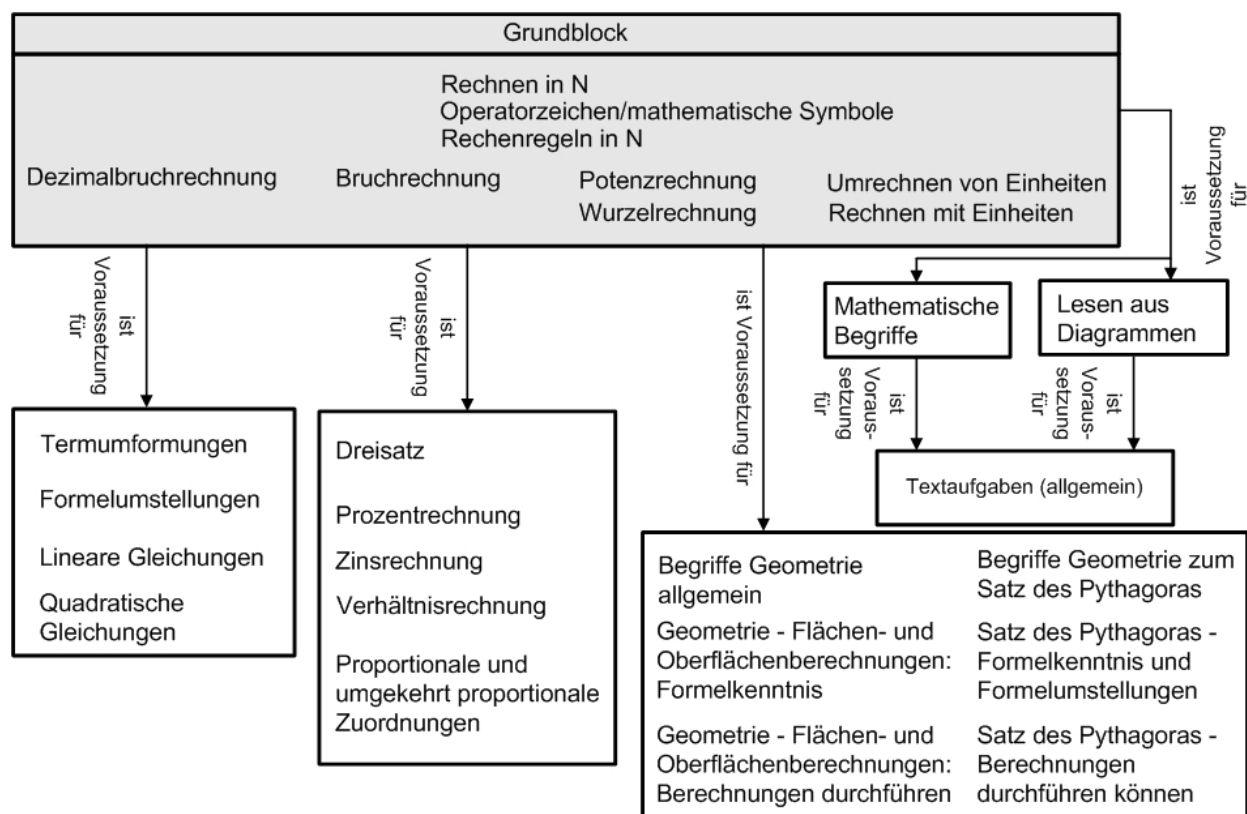 Grundblock
Rechnen in N
Operatorzeichen/mathematische Symbole
Rechenregeln in N
Dezimalbruchrechnung
Bruchrechnung
Potenzrechnung
Wurzelrechnung
Umrechnen von Einheiten
Rechnen mit Einheiten
ist
Voraussetzung
für
ist
Voraussetzung
für
ist
Voraussetzung
für
ist Voraussetzung für
Mathematische
Begriffe
Lesen aus
Diagrammen
ist
Voraus-
setzung
für
ist
Voraus-
setzung
für
Textaufgaben (allgemein)
Termumformungen
Formelumstellungen
Lineare Gleichungen
Quadratische
Gleichungen
Dreisatz
Prozentrechnung
Zinsrechnung
Verhältnisrechnung
Proportionale und
umgekehrt proportionale
Zuordnungen
Begriffe Geometrie
allgemein
Geometrie - Flächen- und
Oberflächenberechnungen:
Formelkenntnis
Geometrie - Flächen- und
Oberflächenberechnungen:
Berechnungen durchführen
Begriffe Geometrie zum
Satz des Pythagoras
Satz des Pythagoras -
Formelkenntnis und
Formelumstellungen
Satz des Pythagoras -
Berechnungen
durchführen können